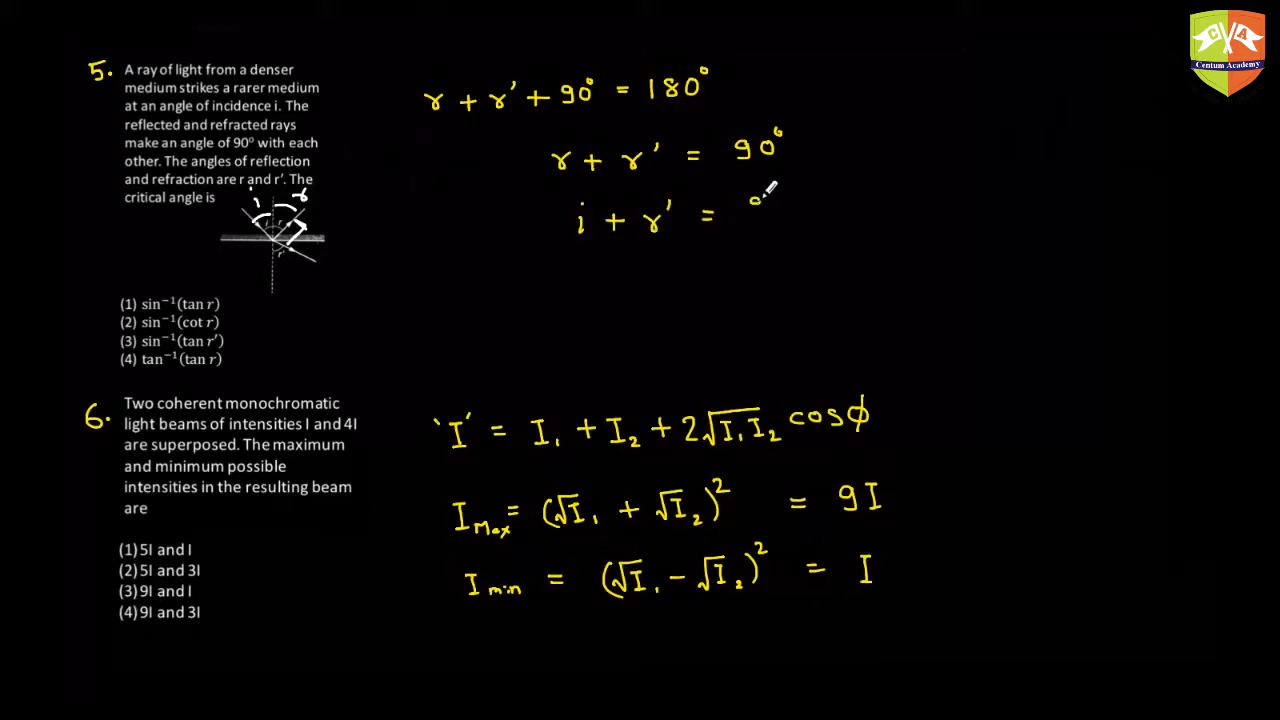 C A
Centum Academy
5. A ray of light from a denser
medium strikes a rarer medium
at an angle of incidence i. The
reflected and refracted rays
make an angle of 90° with each
other. The angles of reflection
and refraction are r and r’. The
critical angle is
i r
i r
r'
(1) sin⁻¹(tan r)
(2) sin⁻¹(cot r)
(3) sin⁻¹(tan r′)
(4) tan⁻¹(tan r)
r + r' + 90° = 180°
r + r' = 90°
i + r' =
6. Two coherent monochromatic
light beams of intensities I and 4I
are superposed. The maximum
and minimum possible
intensities in the resulting beam
are
(1) 5I and I
(2) 5I and 3I
(3) 9I and I
(4) 9I and 3I
'I' = I₁ + I₂ + 2√I₁I₂ cosϕ
I Max = (√I₁ + √I₂)² = 9I
I min = (√I₁ - √I₂)² = I